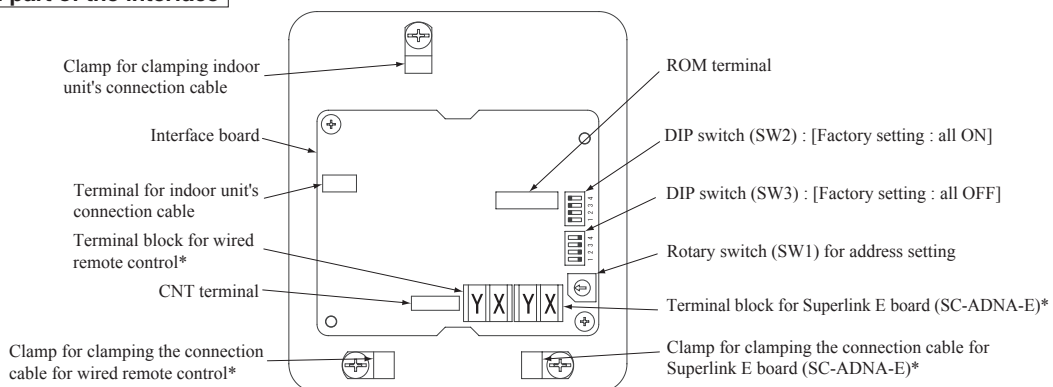 part of the interface
Clamp for clamping indoor
unit's connection cable
Interface board
Terminal for indoor unit's
connection cable
Terminal block for wired
remote control*
CNT terminal
Clamp for clamping the connection
cable for wired remote control*
ROM terminal
DIP switch (SW2) : [Factory setting : all ON]
DIP switch (SW3) : [Factory setting : all OFF]
Rotary switch (SW1) for address setting
Terminal block for Superlink E board (SC-ADNA-E)*
Clamp for clamping the connection cable for
Superlink E board (SC-ADNA-E)*
1 2 3 4
1 2 3 4
Y X Y X